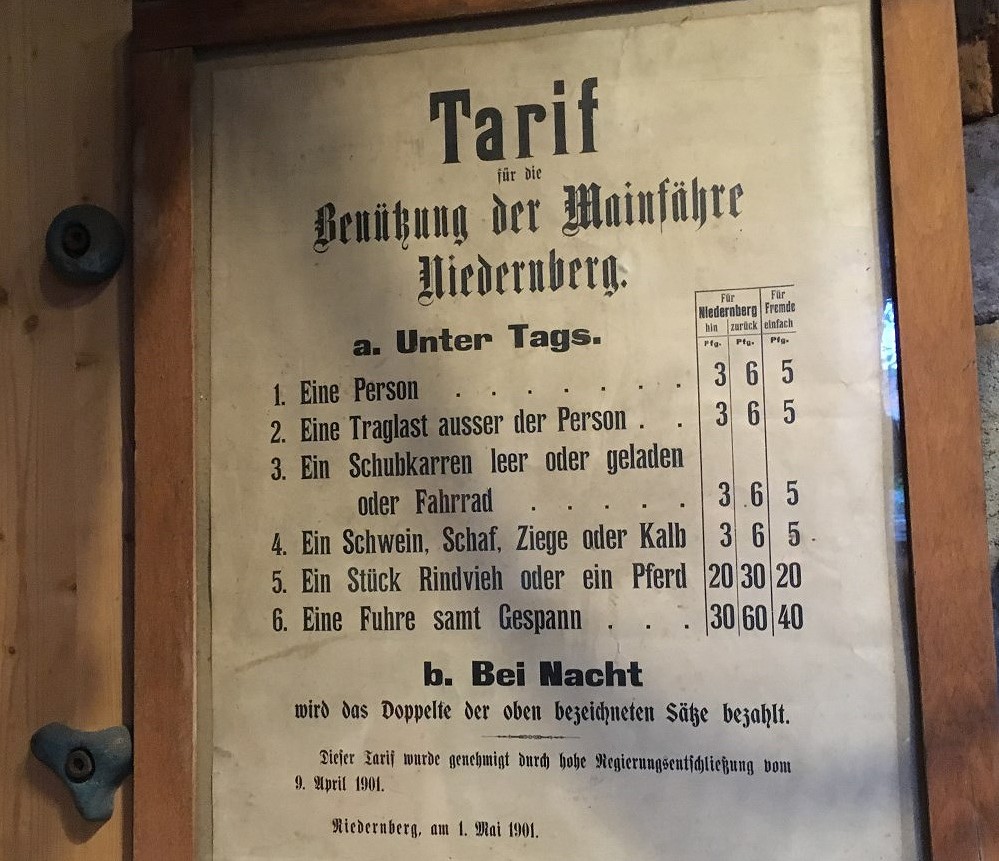 Tarif
für die
Benützung der Mainfähre
Niedernberg.
Für Niedernberg Für Fremde
hin zurück einfach
Pfg. Pfg. Pfg.
a. Unter Tags.
1. Eine Person . . . . . . . 3 6 5
2. Eine Traglast ausser der Person . . 3 6 5
3. Ein Schubkarren leer oder geladen
oder Fahrrad . . . . . 3 6 5
4. Ein Schwein, Schaf, Ziege oder Kalb 3 6 5
5. Ein Stück Rindvieh oder ein Pferd 20 30 20
6. Eine Fuhre samt Gespann . . . 30 60 40
b. Bei Nacht
wird das Doppelte der oben bezeichneten Sätze bezahlt.
Dieser Tarif wurde genehmigt durch hohe Regierungsentschließung vom
9. April 1901.
Niedernberg, am 1. Mai 1901.